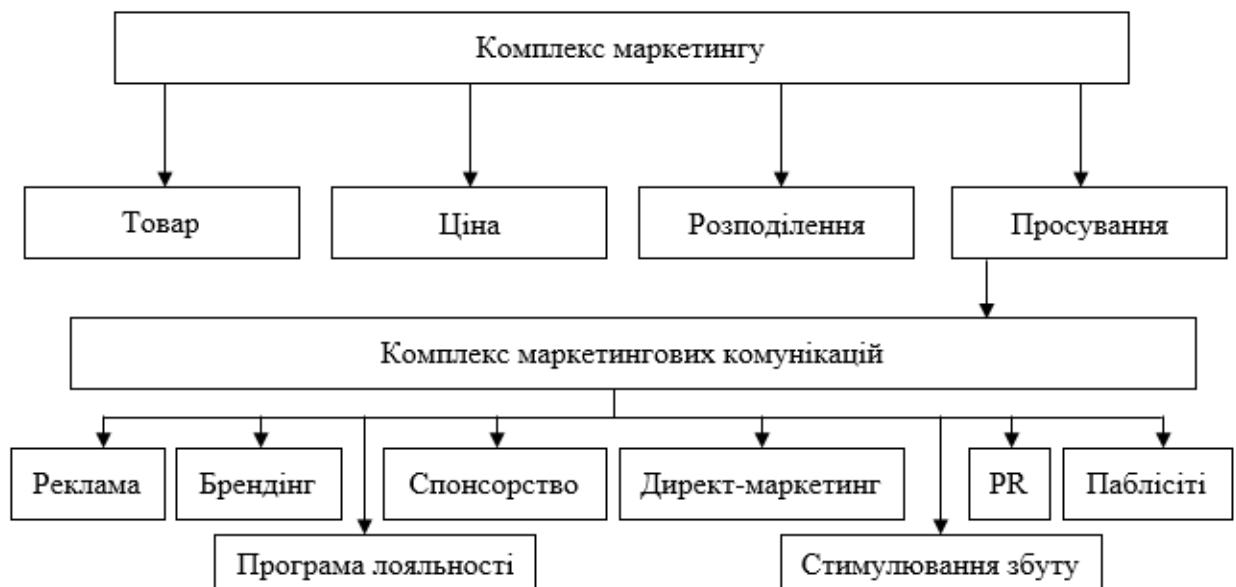 Комплекс маркетингу
Товар
Ціна
Розподілення
Просування
Комплекс маркетингових комунікацій
Реклама
Брендінг
Спонсорство
Директ-маркетинг
PR
Паблісіті
Програма лояльності
Стимулювання збуту